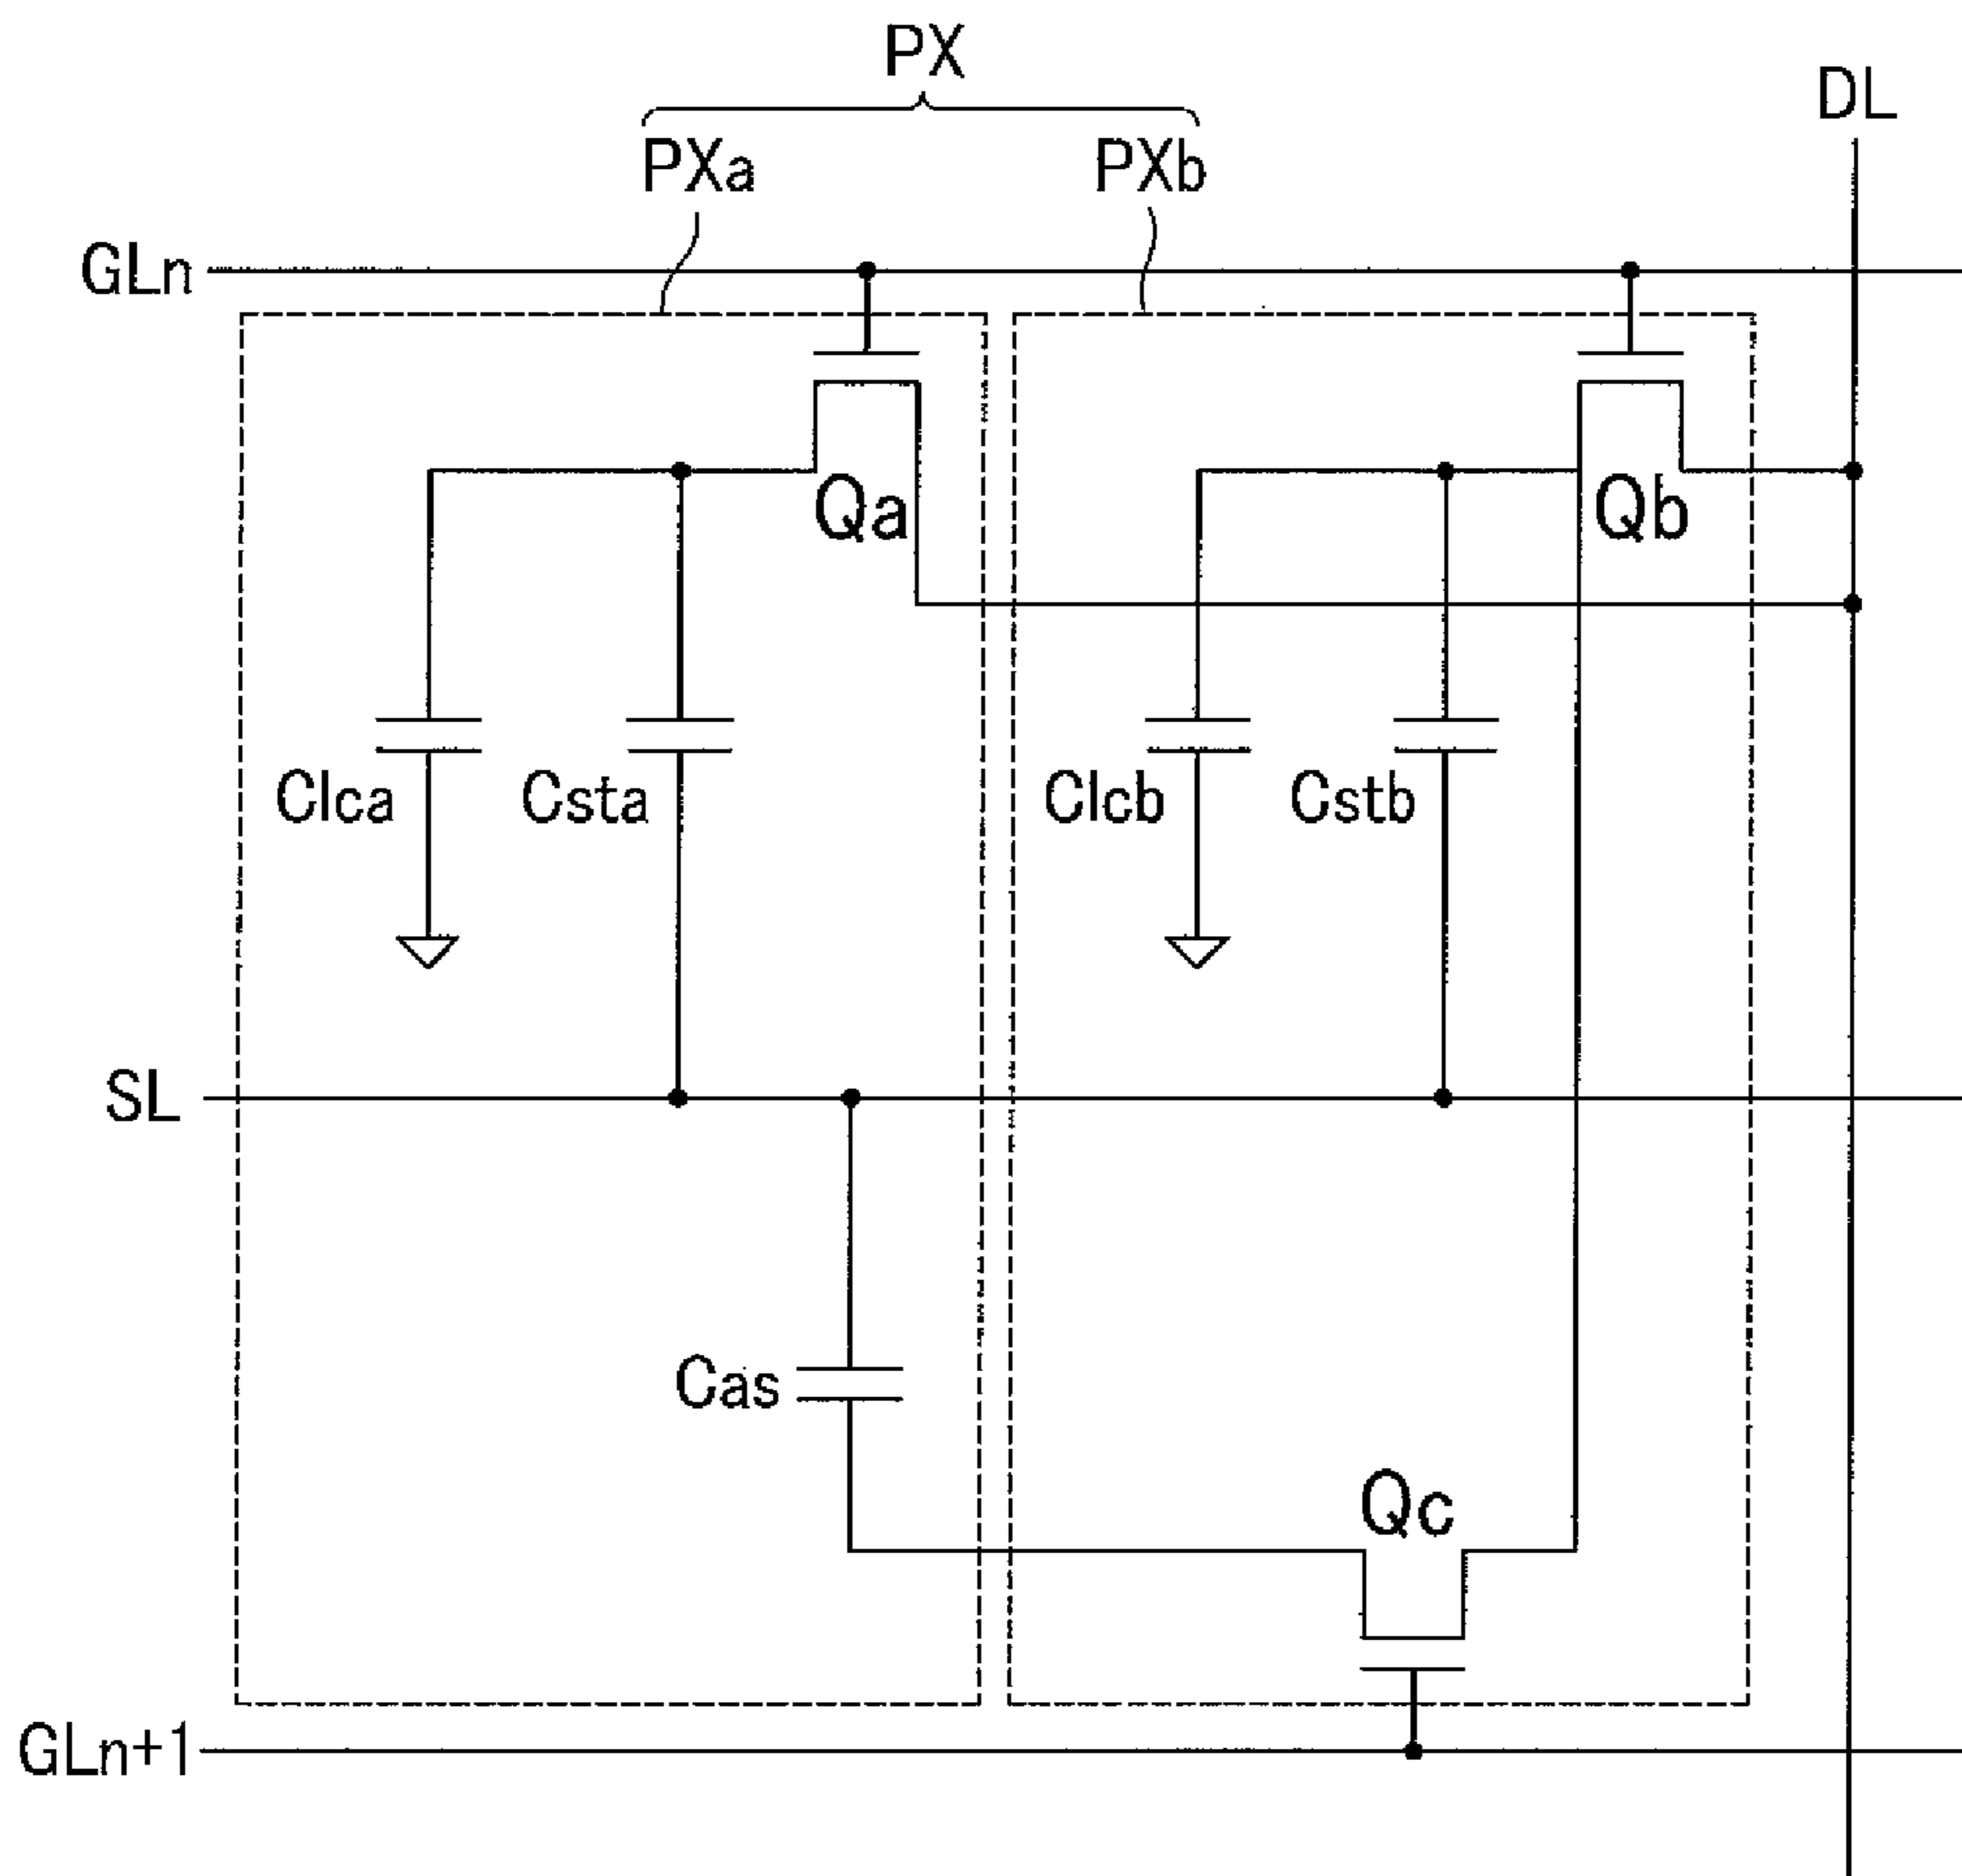 PX
DL
PXa
PXb
GLn
Qa
Qb
Clca
Csta
Clcb
Cstb
SL
Cas
Qc
GLn+1